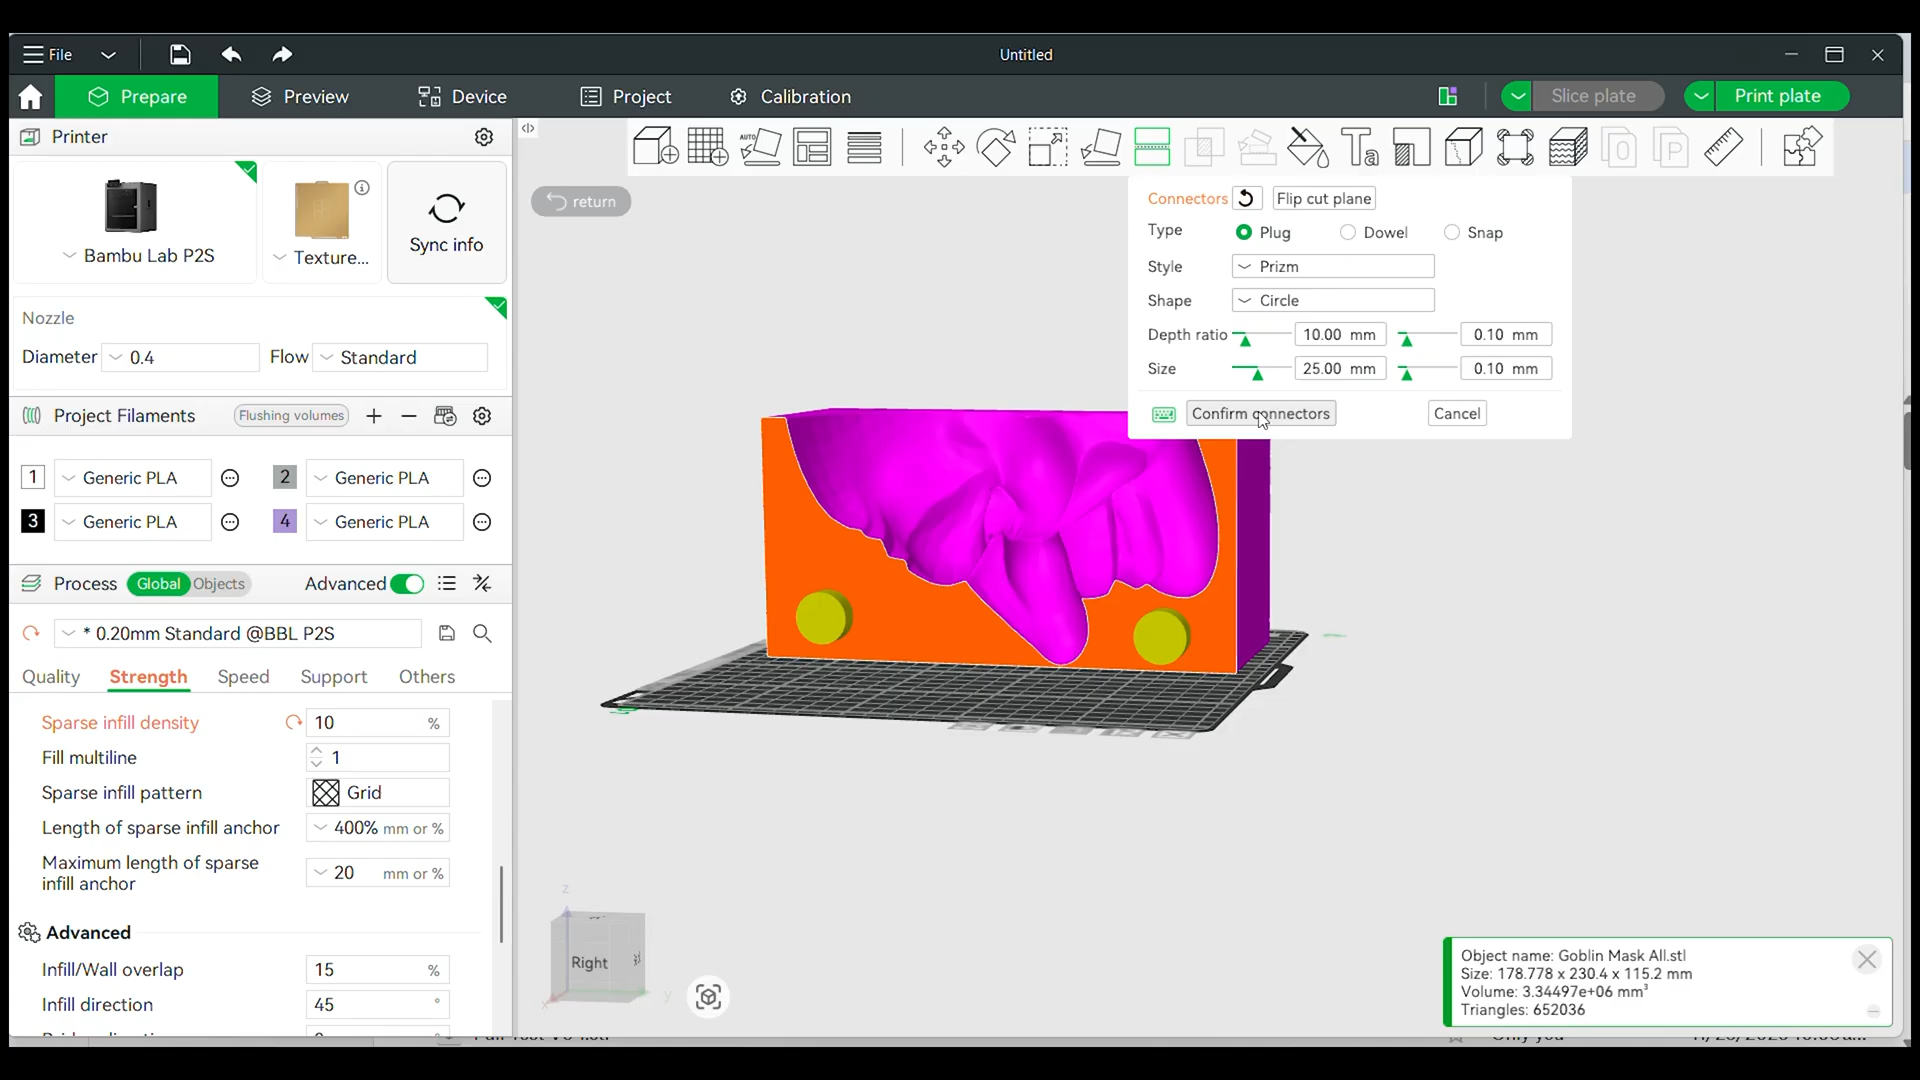 File
Untitled
Prepare
Preview
Device
Project
Calibration
Slice plate
Print plate
Printer
Bambu Lab P2S
Texture...
Sync info
Nozzle
Diameter
0.4
Flow
Standard
Project Filaments
Flushing volumes
1
Generic PLA
2
Generic PLA
3
Generic PLA
4
Generic PLA
Process
Global
Objects
Advanced
* 0.20mm Standard @BBL P2S
Quality
Strength
Speed
Support
Others
Sparse infill density
10
%
Fill multiline
1
Sparse infill pattern
Grid
Length of sparse infill anchor
400% mm or %
Maximum length of sparse
infill anchor
20
mm or %
Advanced
Infill/Wall overlap
15
%
Infill direction
45
°
AUTO
return
Connectors
Flip cut plane
Type
Plug
Dowel
Snap
Style
Prizm
Shape
Circle
Depth ratio
10.00 mm
0.10 mm
Size
25.00 mm
0.10 mm
Confirm connectors
Cancel
z
Right
x
y
Object name: Goblin Mask All.stl
Size: 178.778 x 230.4 x 115.2 mm
Volume: 3.34497e+06 mm³
Triangles: 652036